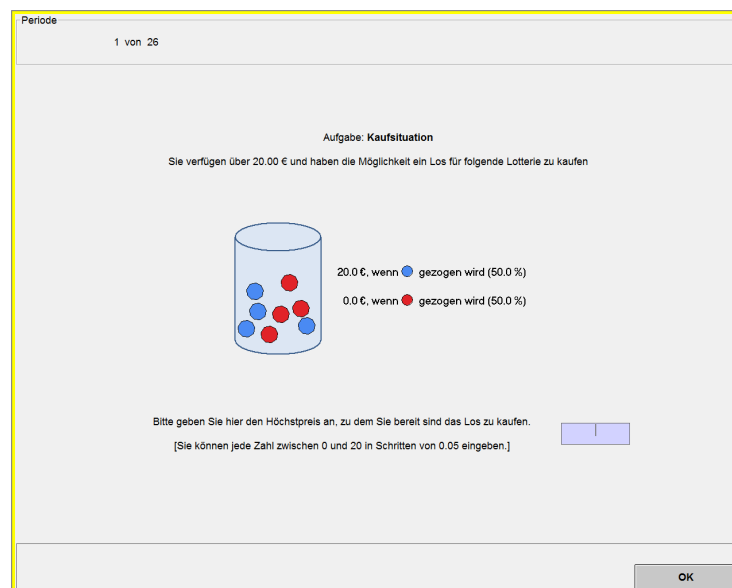 Periode
1 von 26
Aufgabe: Kaufsituation
Sie verfügen über 20.00 € und haben die Möglichkeit ein Los für folgende Lotterie zu kaufen
20.0 €, wenn gezogen wird (50.0 %)
0.0 €, wenn gezogen wird (50.0 %)
Bitte geben Sie hier den Höchstpreis an, zu dem Sie bereit sind das Los zu kaufen.
[Sie können jede Zahl zwischen 0 und 20 in Schritten von 0.05 eingeben.]
OK